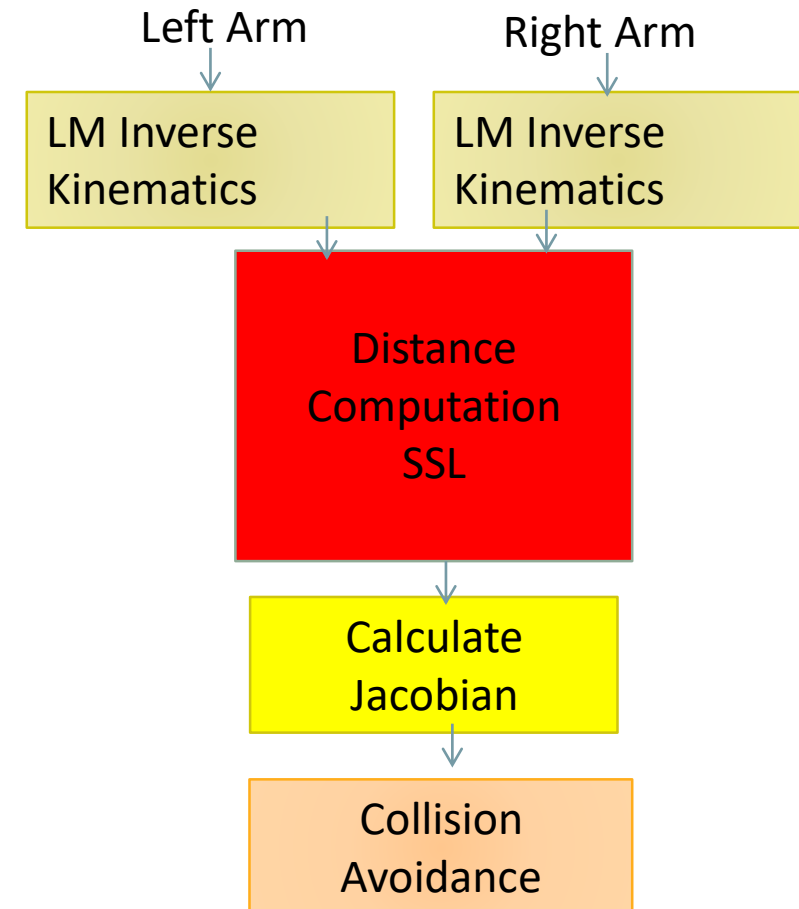 Left Arm
Right Arm
LM Inverse
Kinematics
LM Inverse
Kinematics
Distance
Computation
SSL
Calculate
Jacobian
Collision
Avoidance